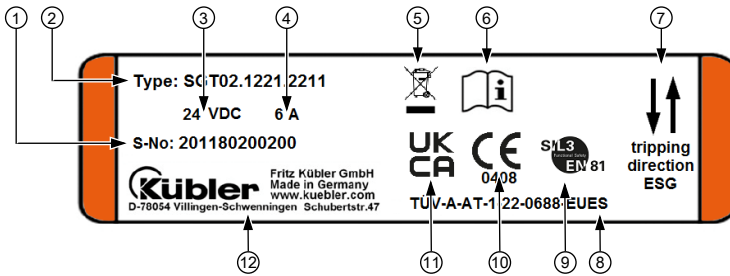 1 2 3 4 5 6 7
Type: SGT02.1221.2211
24 VDC 6 A
S-No: 201180200200
UK
CA
CE
0408
SIL3
Functional Safety
EN 81
tripping
direction
ESG
Kübler
Fritz Kübler GmbH
Made in Germany
www.kuebler.com
D-78054 Villingen-Schwenningen Schubertstr.47
TÜV-A-AT-1-22-0688-EUES
12 11 10 9 8